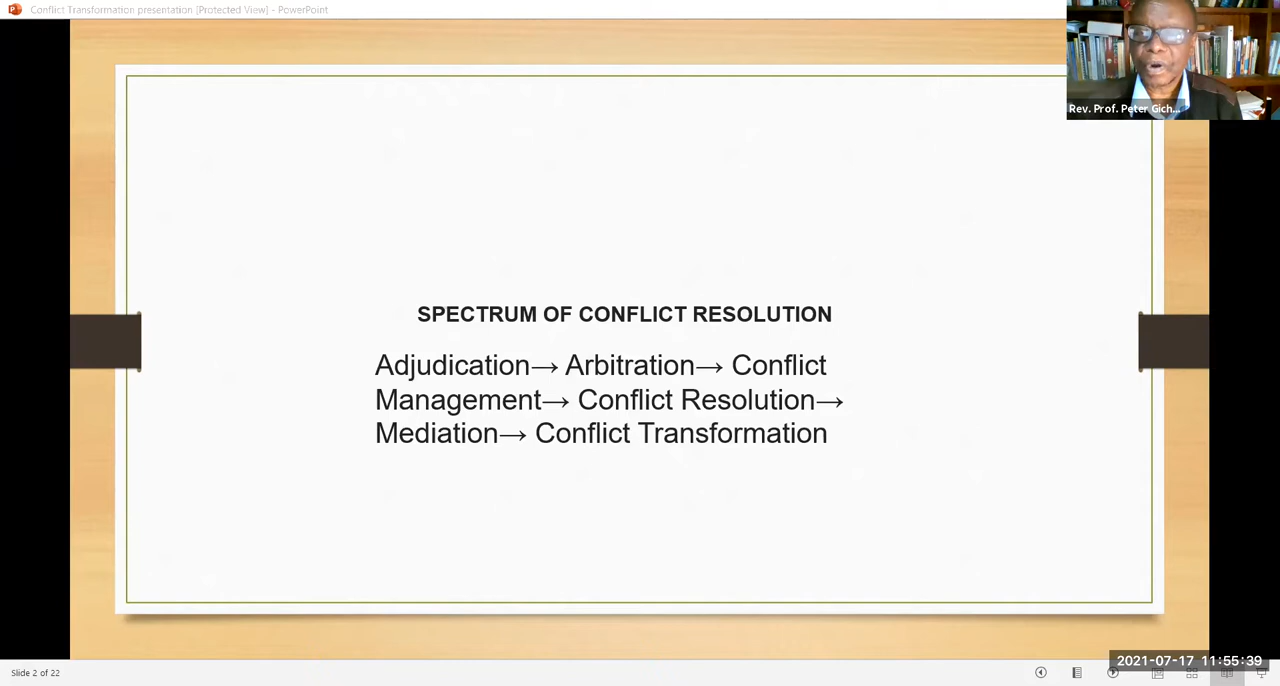 Conflict Transformation presentation [Protected View] - PowerPoint
Rev. Prof. Peter Gich...
SPECTRUM OF CONFLICT RESOLUTION
Adjudication→ Arbitration→ Conflict
Management→ Conflict Resolution→
Mediation→ Conflict Transformation
2021-07-17 11:55:39
Slide 2 of 22